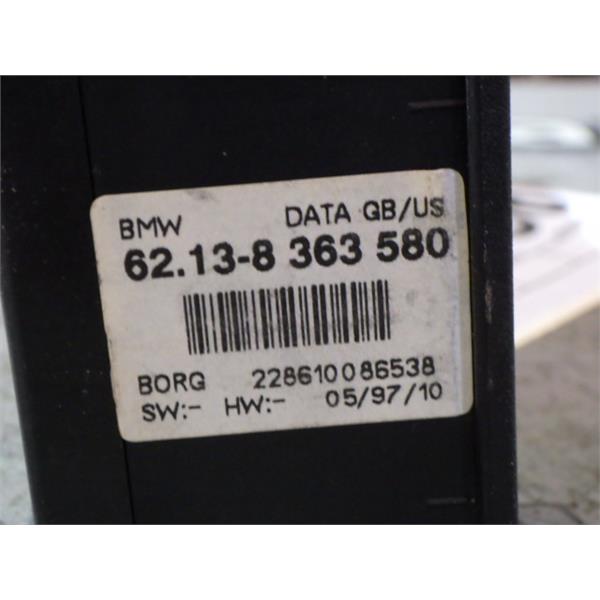 BMW DATA GB/US
62.13-8 363 580
BORG 228610086538
SW:- HW:- 05/97/10